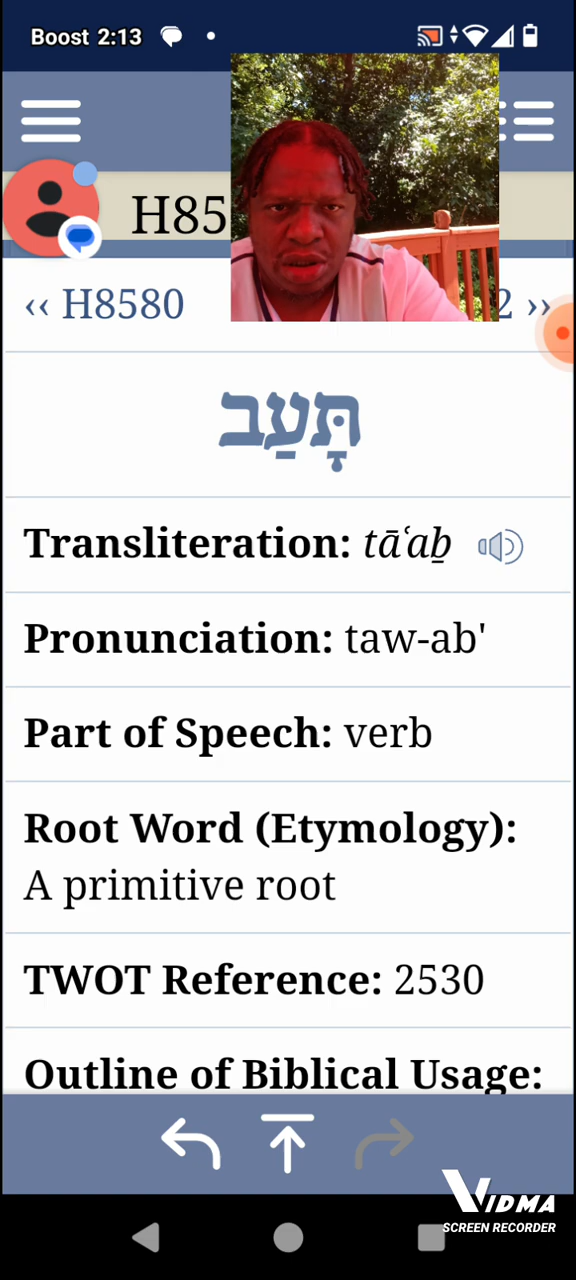 Boost 2:13
H85
‹‹ H8580
2 ››
תָּעַב
Transliteration: tāʿaḇ
Pronunciation: taw-ab'
Part of Speech: verb
Root Word (Etymology):
A primitive root
TWOT Reference: 2530
Outline of Biblical Usage:
VIDMA
SCREEN RECORDER